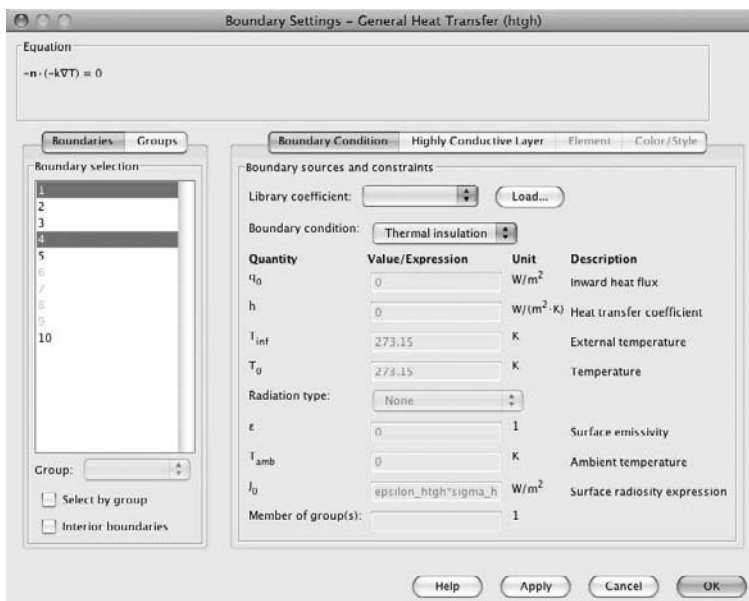 Boundary Settings – General Heat Transfer (htgh)
Equation
-n·(-k∇T) = 0
Boundaries Groups
Boundary selection
1
2
3
4
5
6
7
8
9
10
Group:
Select by group
Interior boundaries
Boundary Condition Highly Conductive Layer Element Color/Style
Boundary sources and constraints
Library coefficient: Load...
Boundary condition: Thermal insulation
Quantity Value/Expression Unit Description
q0 0 W/m² Inward heat flux
h 0 W/(m²·K) Heat transfer coefficient
Tinf 273.15 K External temperature
T0 273.15 K Temperature
Radiation type: None
ε 0 1 Surface emissivity
Tamb 0 K Ambient temperature
J0 epsilon_htgh*sigma_h W/m² Surface radiosity expression
Member of group(s): 1
Help Apply Cancel OK